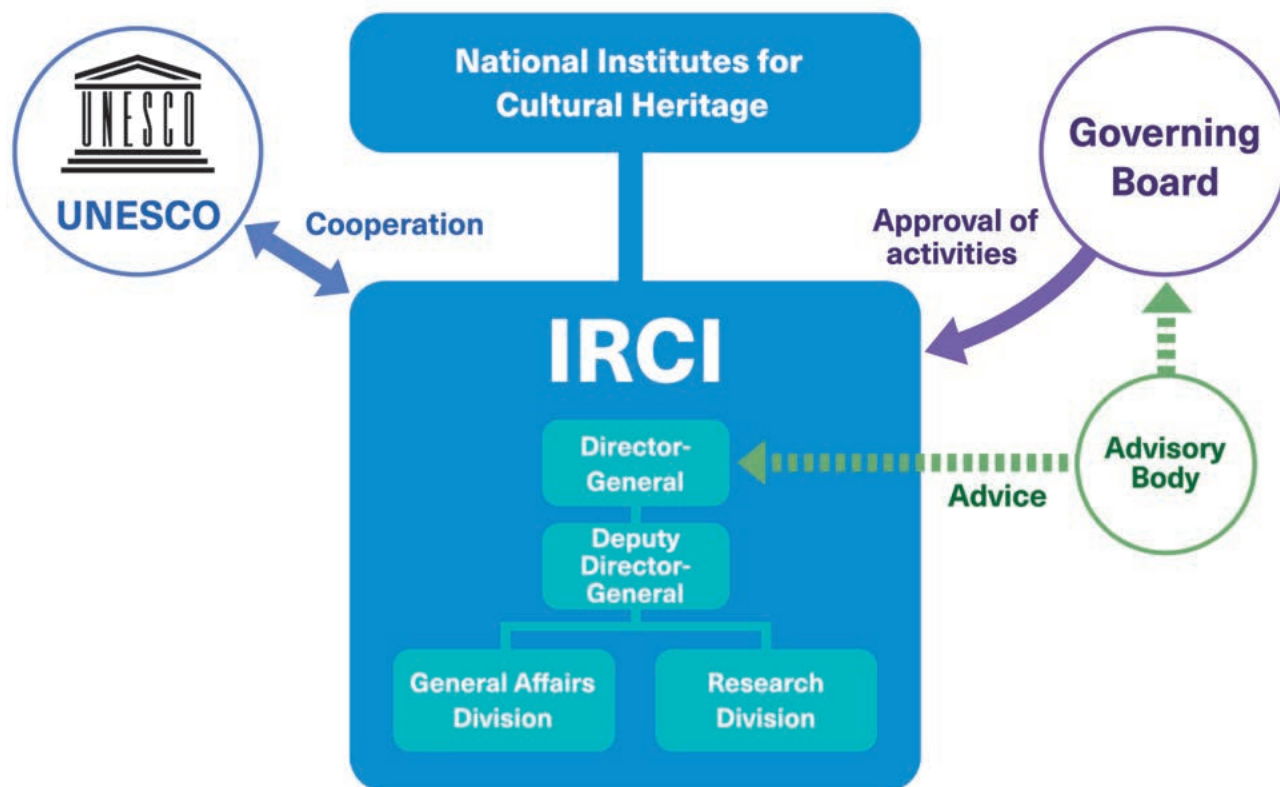 National Institutes for
Cultural Heritage
UNESCO
UNESCO
Cooperation
Governing
Board
Approval of
activities
IRCI
Director-
General
Advisory
Body
Advice
Deputy
Director-
General
General Affairs
Division
Research
Division